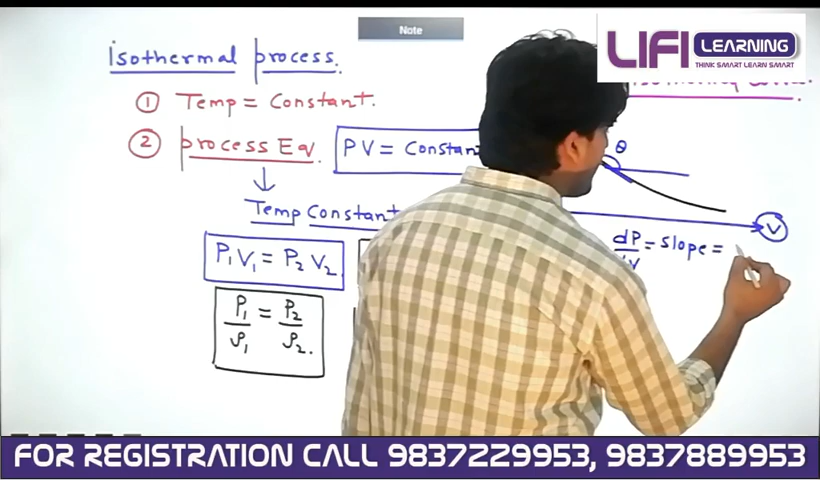 Note
LIFI LEARNING
THINK SMART LEARN SMART
isothermal process.
① Temp = Constant.
② process Eq. PV = Constan
θ
↓
Temp Constant
V
dP/dV = slope =
P₁V₁ = P₂V₂
P₁/ρ₁ = P₂/ρ₂.
FOR REGISTRATION CALL 9837229953, 9837889953